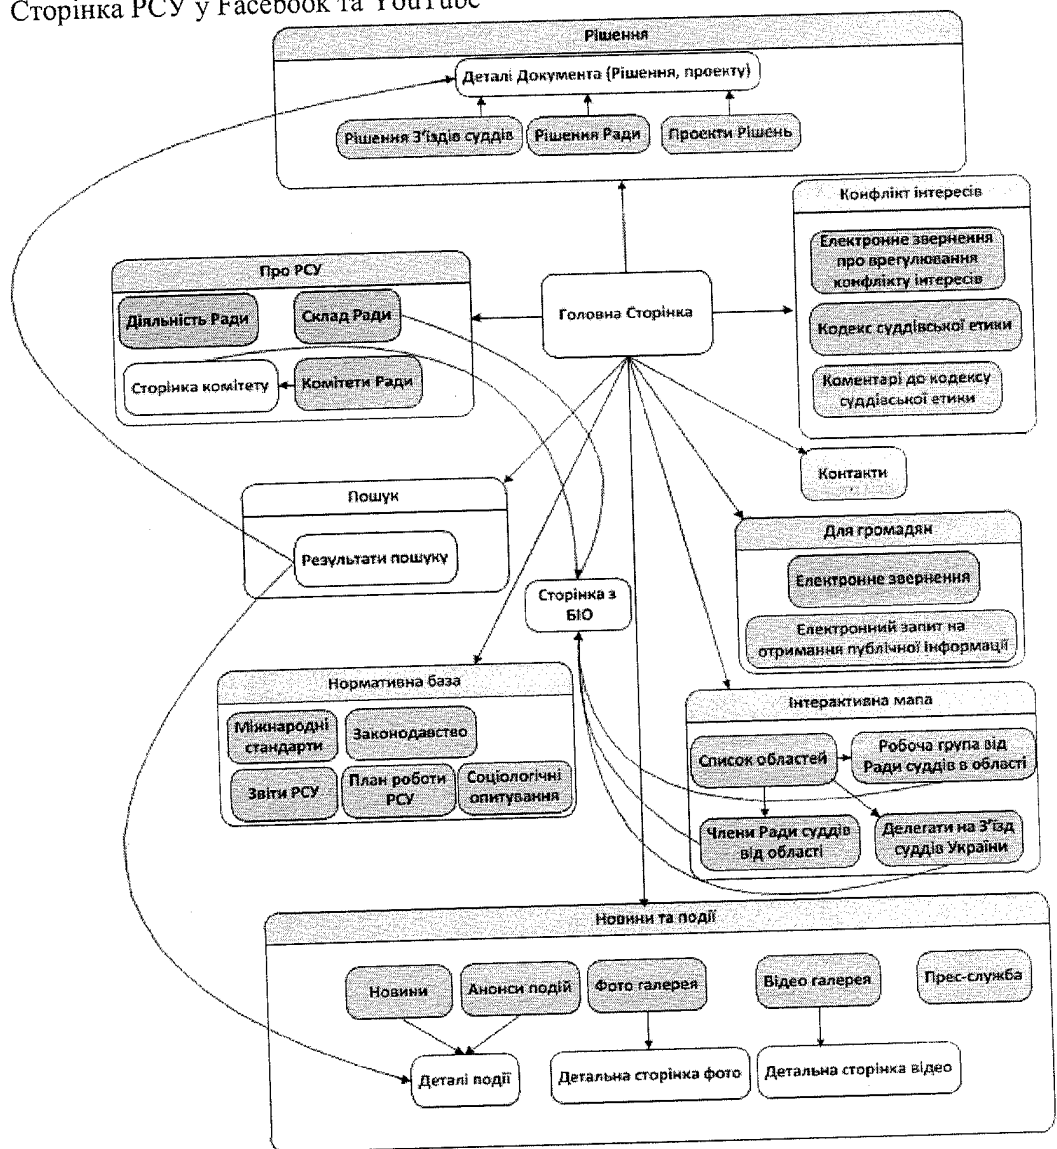 Сторінка РСУ у Facebook та YouTube
Рішення
Деталі Документа (Рішення, проекту)
Рішення З'їздів суддів
Рішення Ради
Проекти Рішень
Конфлікт інтересів
Електронне звернення
про врегулювання
конфлікту інтересів
Кодекс суддівської етики
Коментарі до кодексу
суддівської етики
Про РСУ
Діяльність Ради
Склад Ради
Сторінка комітету
Комітети Ради
Головна Сторінка
Контакти
Пошук
Результати пошуку
Для громадян
Електронне звернення
Електронний запит на
отримання публічної інформації
Сторінка з
БІО
Нормативна база
Міжнародні
стандарти
Законодавство
Звіти РСУ
План роботи
РСУ
Соціологічні
опитування
Інтерактивна мапа
Список областей
Робоча група від
Ради суддів в області
Члени Ради суддів
від області
Делегати на З'їзд
суддів України
Новини та події
Новини
Анонси подій
Фото галерея
Відео галерея
Прес-служба
Деталі події
Детальна сторінка фото
Детальна сторінка відео